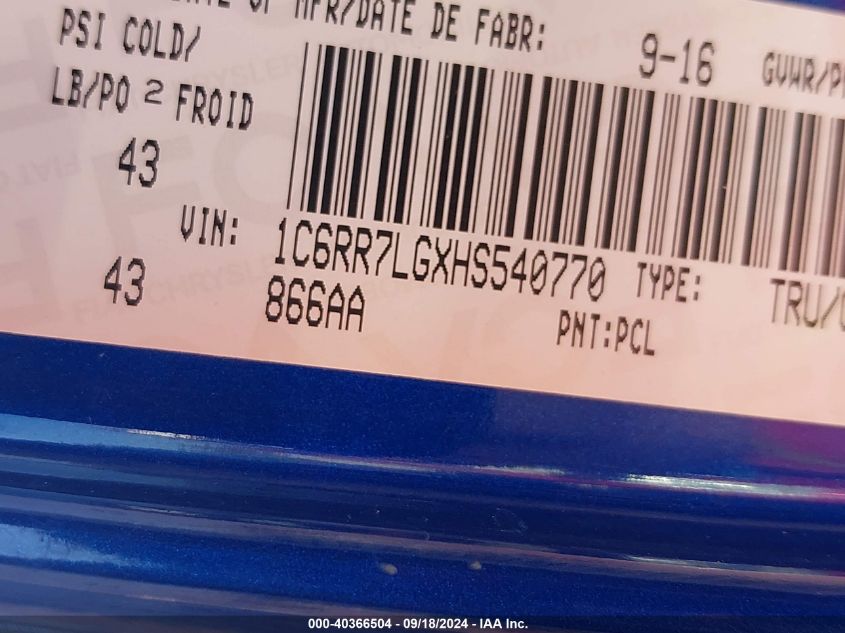 MFR/DATE DE FABR: 9-16 GVWR/
PSI COLD/
LB/PO 2 FROID
43
VIN: 1C6RR7LGXHS540770 TYPE: TRU/
43 866AA PNT:PCL
000-40366504 - 09/18/2024 - IAA Inc.